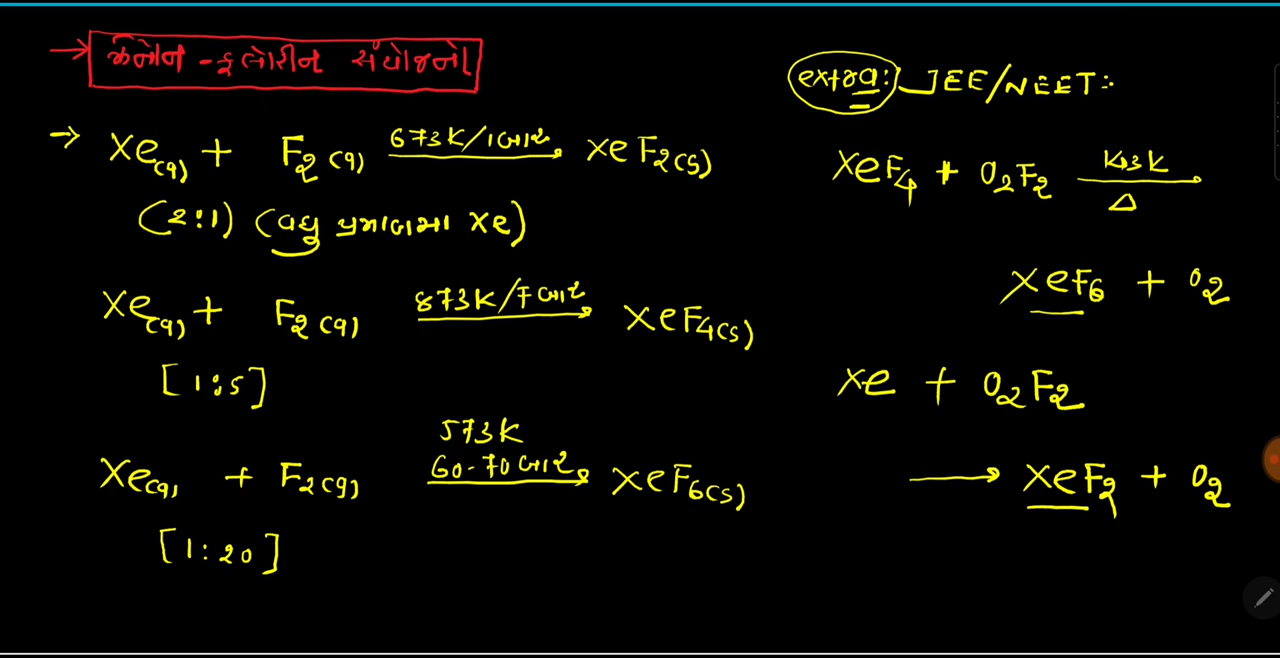 → ઝેનોન - ફ્લોરીન સંયોજનો
→ Xe(g) + F2(g) 673K/1બાર → XeF2(s)
(2:1) (વધુ પ્રમાણમાં Xe)
Xe(g) + F2(g) 873K/7બાર → XeF4(s)
[1:5]
573K
Xe(g) + F2(g) 60-70બાર → XeF6(s)
[1:20]
extra: JEE/NEET:
XeF4 + O2F2 → Δ
XeF6 + O2
Xe + O2F2
→ XeF2 + O2